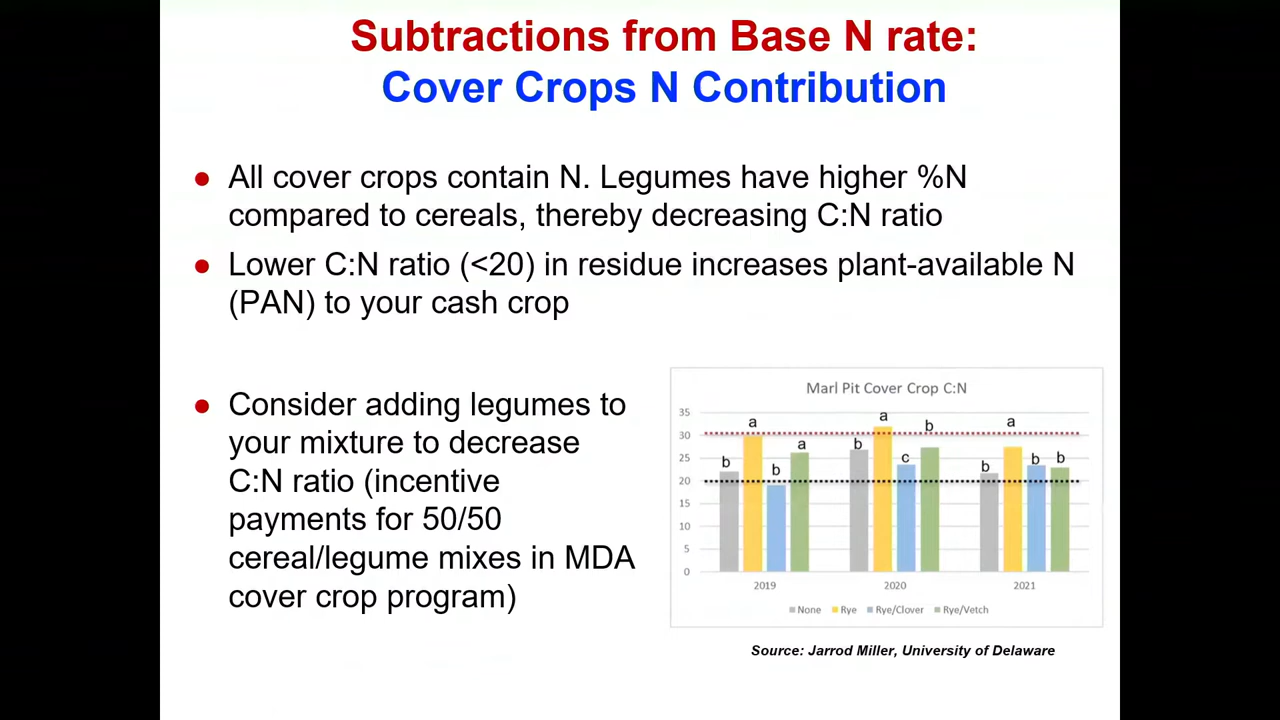 Subtractions from Base N rate:
Cover Crops N Contribution
● All cover crops contain N. Legumes have higher %N
compared to cereals, thereby decreasing C:N ratio
● Lower C:N ratio (<20) in residue increases plant-available N
(PAN) to your cash crop
● Consider adding legumes to
your mixture to decrease
C:N ratio (incentive
payments for 50/50
cereal/legume mixes in MDA
cover crop program)
Marl Pit Cover Crop C:N
35
30
25
20
15
10
5
0
b a b a
b a c b
b a b b
2019 2020 2021
None Rye Rye/Clover Rye/Vetch
Source: Jarrod Miller, University of Delaware